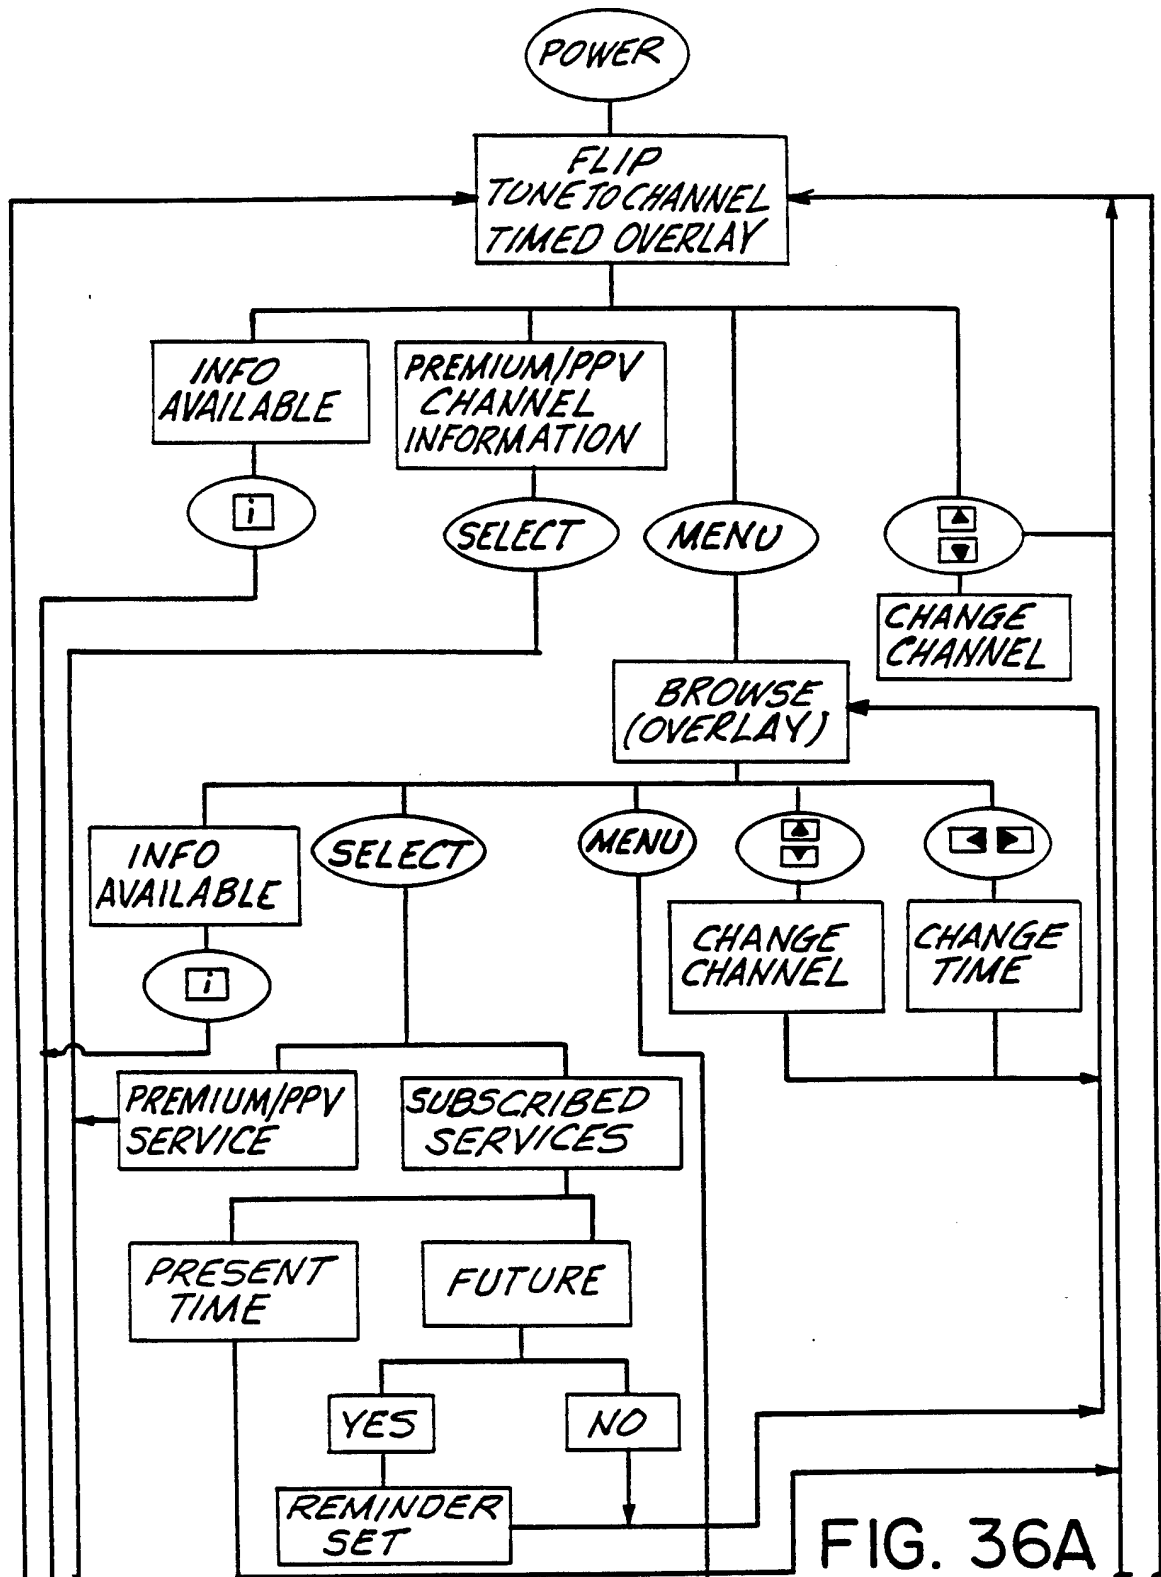 POWER
FLIP
TUNE TO CHANNEL
TIMED OVERLAY
INFO
AVAILABLE
PREMIUM/PPV
CHANNEL
INFORMATION
i
SELECT
MENU
CHANGE
CHANNEL
BROWSE
(OVERLAY)
INFO
AVAILABLE
SELECT
MENU
CHANGE
CHANNEL
CHANGE
TIME
i
PREMIUM/PPV
SERVICE
SUBSCRIBED
SERVICES
PRESENT
TIME
FUTURE
YES
NO
REMINDER
SET
FIG. 36A